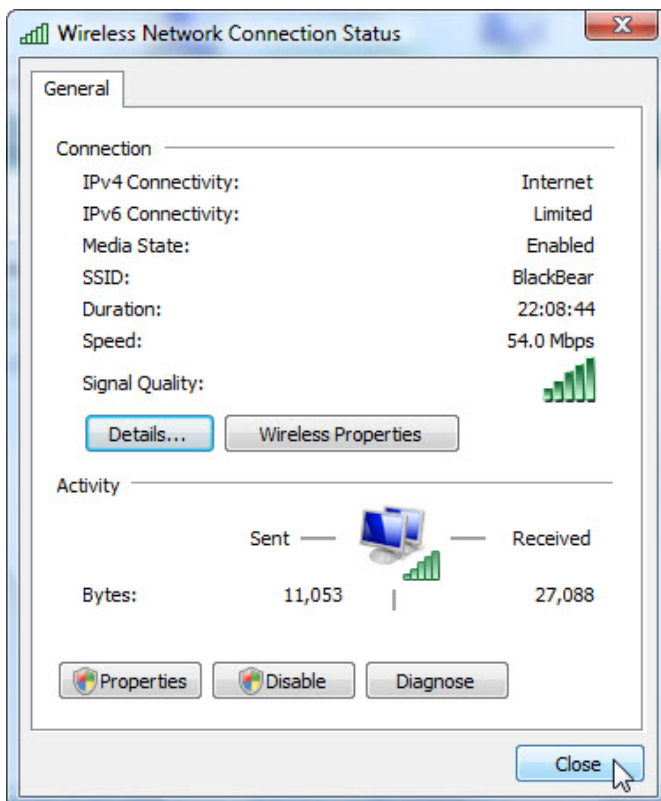 Wireless Network Connection Status
General
Connection
IPv4 Connectivity: Internet
IPv6 Connectivity: Limited
Media State: Enabled
SSID: BlackBear
Duration: 22:08:44
Speed: 54.0 Mbps
Signal Quality:
Details... Wireless Properties
Activity
Sent Received
Bytes: 11,053 27,088
Properties Disable Diagnose
Close